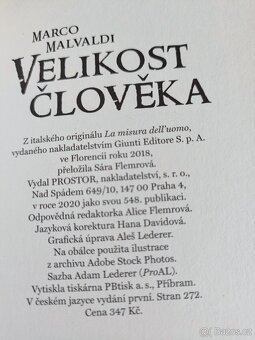 MARCO
MALVALDI
VELIKOST
ČLOVĚKA
Z italského originálu La misura dell'uomo,
vydaného nakladatelstvím Giunti Editore S. p. A.
ve Florencii roku 2018,
přeložila Sára Flemrová.
Vydal PROSTOR, nakladatelství, s. r. o.,
Nad Spádem 649/10, 147 00 Praha 4,
v roce 2020 jako svou 548. publikaci.
Odpovědná redaktorka Alice Flemrová.
Jazyková korektura Hana Davidová.
Grafická úprava Aleš Lederer.
Na obálce použita ilustrace
z archivu Adobe Stock Photos.
Sazba Adam Lederer (ProAL).
Vytiskla tiskárna PBtisk a. s., Příbram.
V českém jazyce vydání první. Stran 272.
Cena 347 Kč.
Bazos.cz